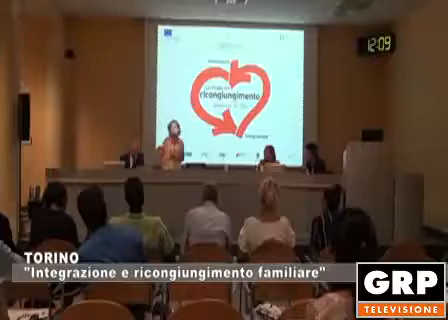 12:09
ricongiungimento
TORINO
"Integrazione e ricongiungimento familiare"
GRP
TELEVISIONE